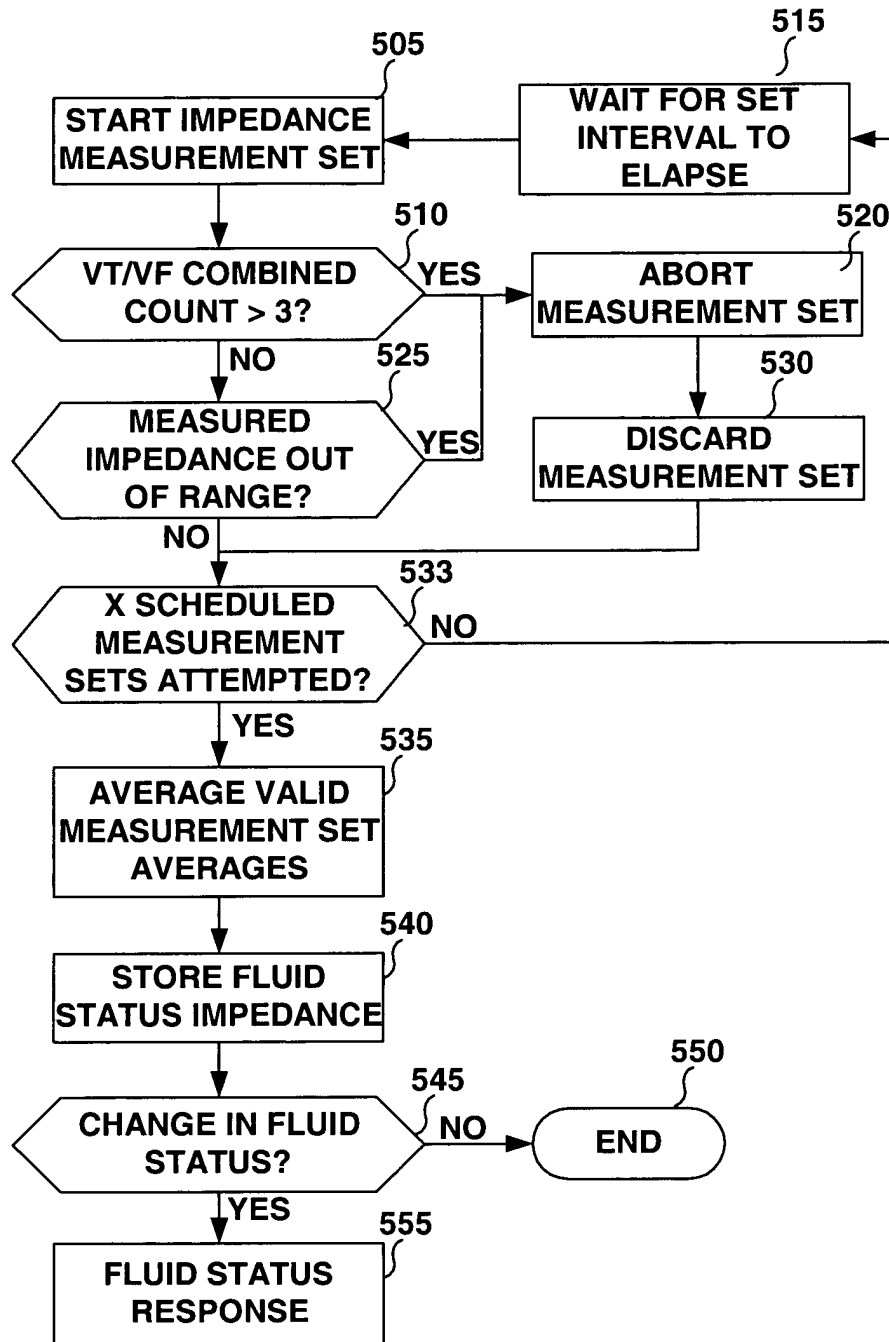 505
START IMPEDANCE
MEASUREMENT SET
515
WAIT FOR SET
INTERVAL TO
ELAPSE
510
VT/VF COMBINED
COUNT > 3?
YES
NO
520
ABORT
MEASUREMENT SET
525
MEASURED
IMPEDANCE OUT
OF RANGE?
YES
NO
530
DISCARD
MEASUREMENT SET
533
X SCHEDULED
MEASUREMENT
SETS ATTEMPTED?
NO
YES
535
AVERAGE VALID
MEASUREMENT SET
AVERAGES
540
STORE FLUID
STATUS IMPEDANCE
545
CHANGE IN FLUID
STATUS?
NO
YES
550
END
555
FLUID STATUS
RESPONSE